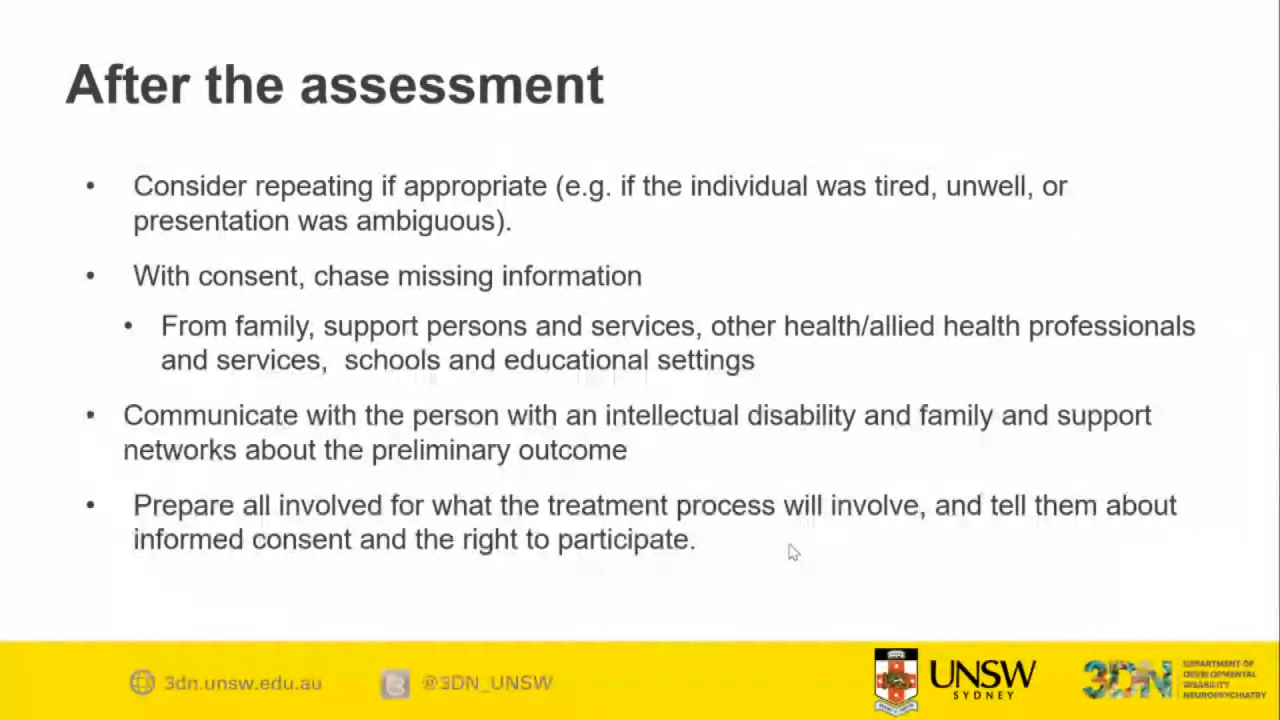 After the assessment
• Consider repeating if appropriate (e.g. if the individual was tired, unwell, or
presentation was ambiguous).
• With consent, chase missing information
• From family, support persons and services, other health/allied health professionals
and services, schools and educational settings
• Communicate with the person with an intellectual disability and family and support
networks about the preliminary outcome
• Prepare all involved for what the treatment process will involve, and tell them about
informed consent and the right to participate.
3dn.unsw.edu.au
@3DN_UNSW
UNSW
SYDNEY
3DN
DEPARTMENT OF
DEVELOPMENTAL
DISABILITY
NEUROPSYCHIATRY